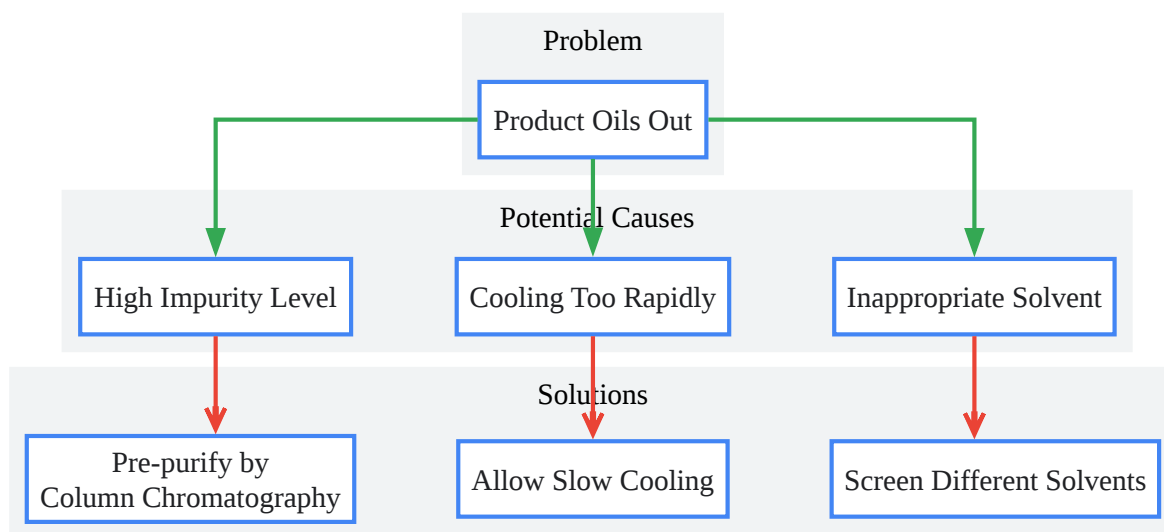 Problem
Product Oils Out
Potential Causes
High Impurity Level
Cooling Too Rapidly
Inappropriate Solvent
Solutions
Pre-purify by
Column Chromatography
Allow Slow Cooling
Screen Different Solvents